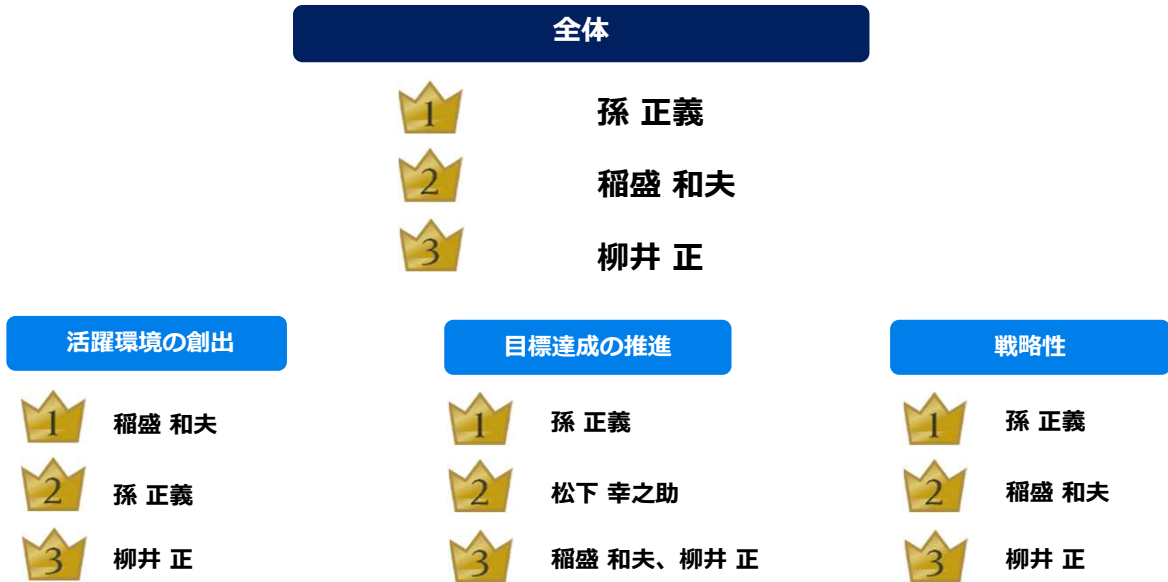 全体
1 孫 正義
2 稲盛 和夫
3 柳井 正
活躍環境の創出
1 稲盛 和夫
2 孫 正義
3 柳井 正
目標達成の推進
1 孫 正義
2 松下 幸之助
3 稲盛 和夫、柳井 正
戦略性
1 孫 正義
2 稲盛 和夫
3 柳井 正